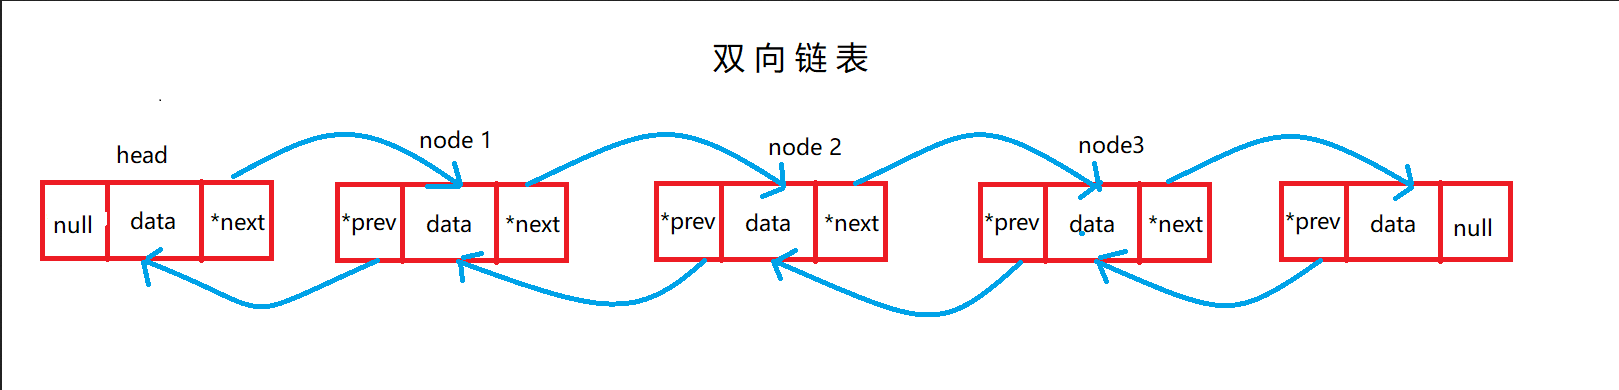 双向链表
head
node 1
node 2
node3
null data *next
*prev data *next
*prev data *next
*prev data *next
*prev data null